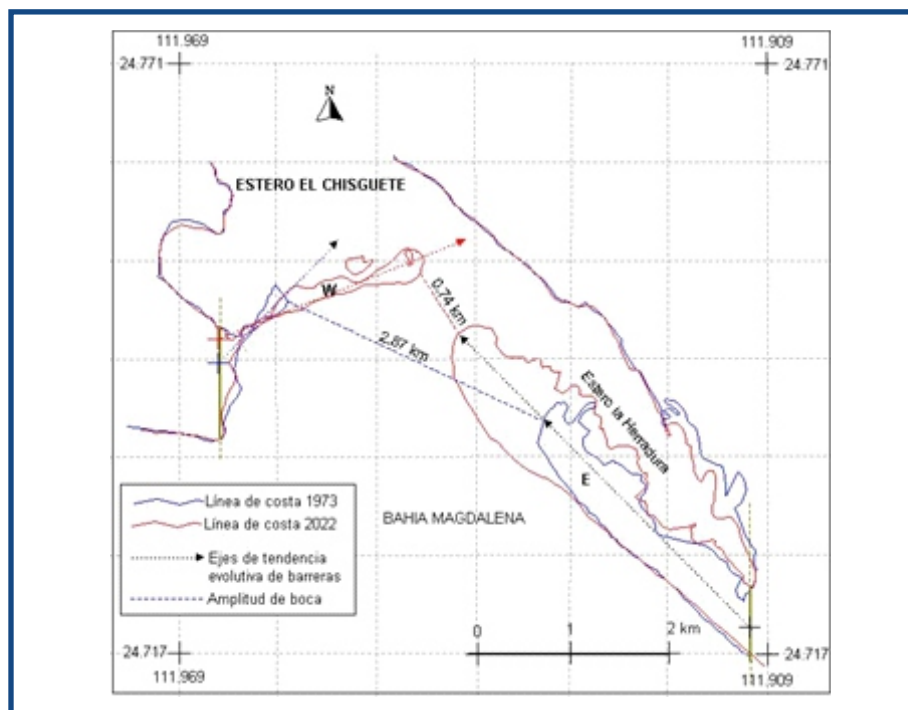 111.969
111.909
24.771
24.771
N
ESTERO EL CHISGUETE
W
0,74 km
2,87 km
Estero la Herradura
E
BAHIA MAGDALENA
Línea de costa 1973
Línea de costa 2022
Ejes de tendencia
evolutiva de barreras
Amplitud de boca
0
1
2 km
24.717
24.717
111.969
111.909